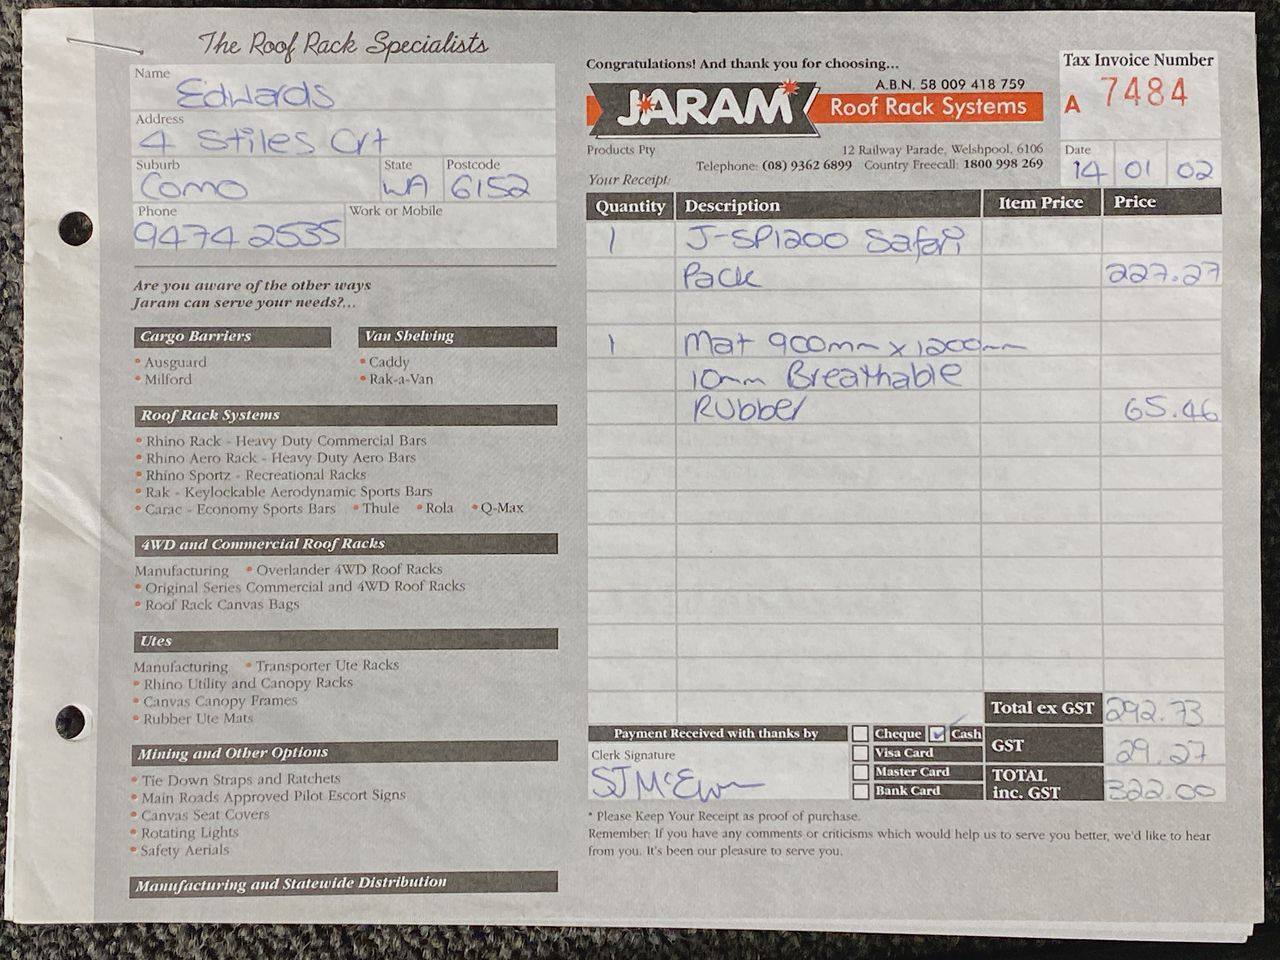 The Roof Rack Specialists
Name
Edwards
Address
4 Stiles Crt
Suburb State Postcode
Como WA 6152
Phone Work or Mobile
9474 2535
Are you aware of the other ways
Jaram can serve your needs?...
Cargo Barriers
• Ausguard
• Milford
Van Shelving
• Caddy
• Rak-a-Van
Roof Rack Systems
• Rhino Rack - Heavy Duty Commercial Bars
• Rhino Aero Rack - Heavy Duty Aero Bars
• Rhino Sportz - Recreational Racks
• Rak - Keylockable Aerodynamic Sports Bars
• Carac - Economy Sports Bars • Thule • Rola • Q-Max
4WD and Commercial Roof Racks
Manufacturing • Overlander 4WD Roof Racks
• Original Series Commercial and 4WD Roof Racks
• Roof Rack Canvas Bags
Utes
Manufacturing • Transporter Ute Racks
• Rhino Utility and Canopy Racks
• Canvas Canopy Frames
• Rubber Ute Mats
Mining and Other Options
• Tie Down Straps and Ratchets
• Main Roads Approved Pilot Escort Signs
• Canvas Seat Covers
• Rotating Lights
• Safety Aerials
Manufacturing and Statewide Distribution
Congratulations! And thank you for choosing...
A.B.N. 58 009 418 759
JARAM Roof Rack Systems
Products Pty 12 Railway Parade, Welshpool, 6106
Telephone: (08) 9362 6899 Country Freecall: 1800 998 269
Your Receipt:
Tax Invoice Number
A 7484
Date
14 01 02
Quantity Description Item Price Price
1 J-SP1200 Safari
Pack 227.27
1 Mat 900mm x 1200mm
10mm Breathable
Rubber 65.46
Total ex GST 292.73
GST 29.27
TOTAL inc. GST 322.00
Payment Received with thanks by
Clerk Signature
SJ McEwen
Cheque Cash
Visa Card
Master Card
Bank Card
* Please Keep Your Receipt as proof of purchase.
Remember: If you have any comments or criticisms which would help us to serve you better, we'd like to hear
from you. It's been our pleasure to serve you.